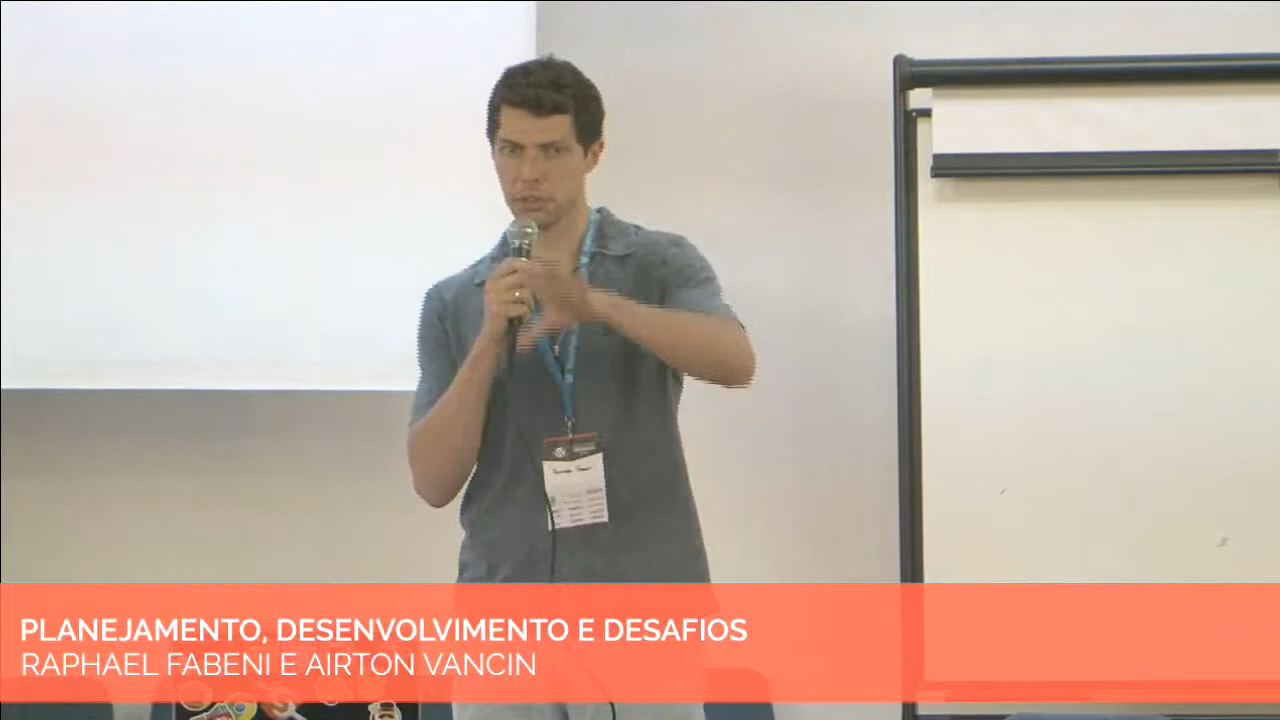 PLANEJAMENTO, DESENVOLVIMENTO E DESAFIOS
RAPHAEL FABENI E AIRTON VANCIN